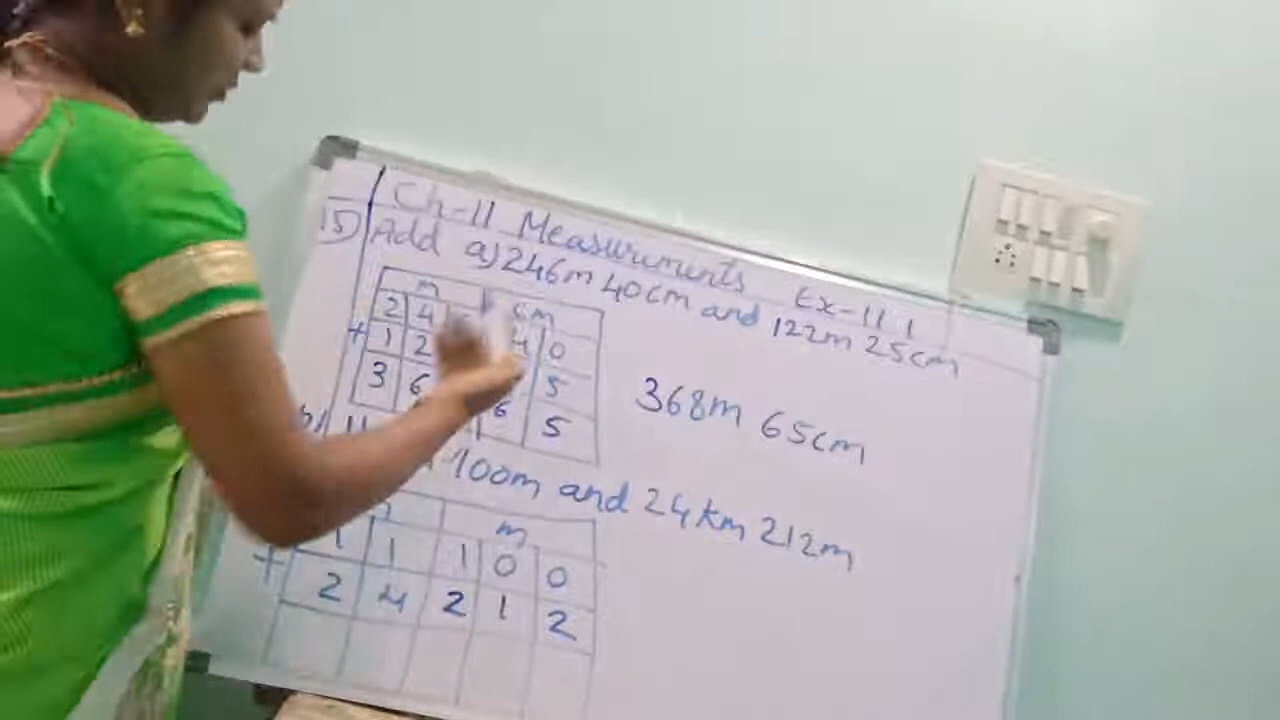 Ch-11 Measurements Ex-11.1
15) Add a) 246m 40cm and 122m 25cm
m cm
2 4 4 0
+ 1 2 5
3 6 6 5
368m 65cm
b) 11 100m and 24km 212m
m
1 1 1 0 0
+ 2 4 2 1 2